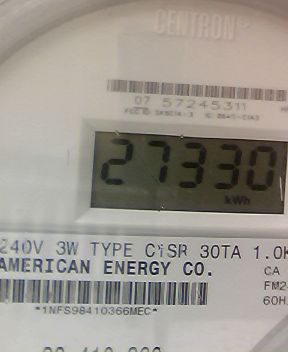 CENTRON®
07 57245311
27330
kWh
240V 3W TYPE C1SR 30TA 1.0K
AMERICAN ENERGY CO.
CA
FM2
60H
*1NFS98410366MEC*